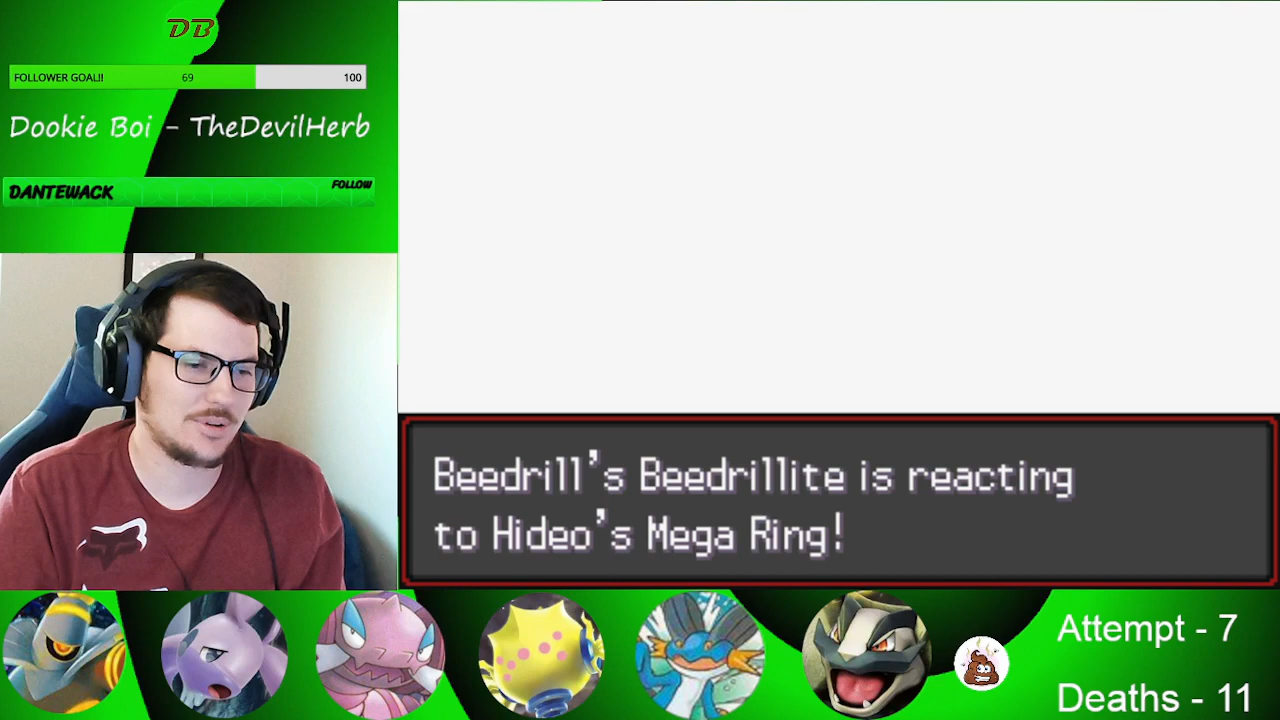 DB
FOLLOWER GOAL!! 69 100
Dookie Boi - TheDevilHerb
DANTEWACK FOLLOW
Beedrill's Beedrillite is reacting
to Hideo's Mega Ring!
Attempt - 7
Deaths - 11